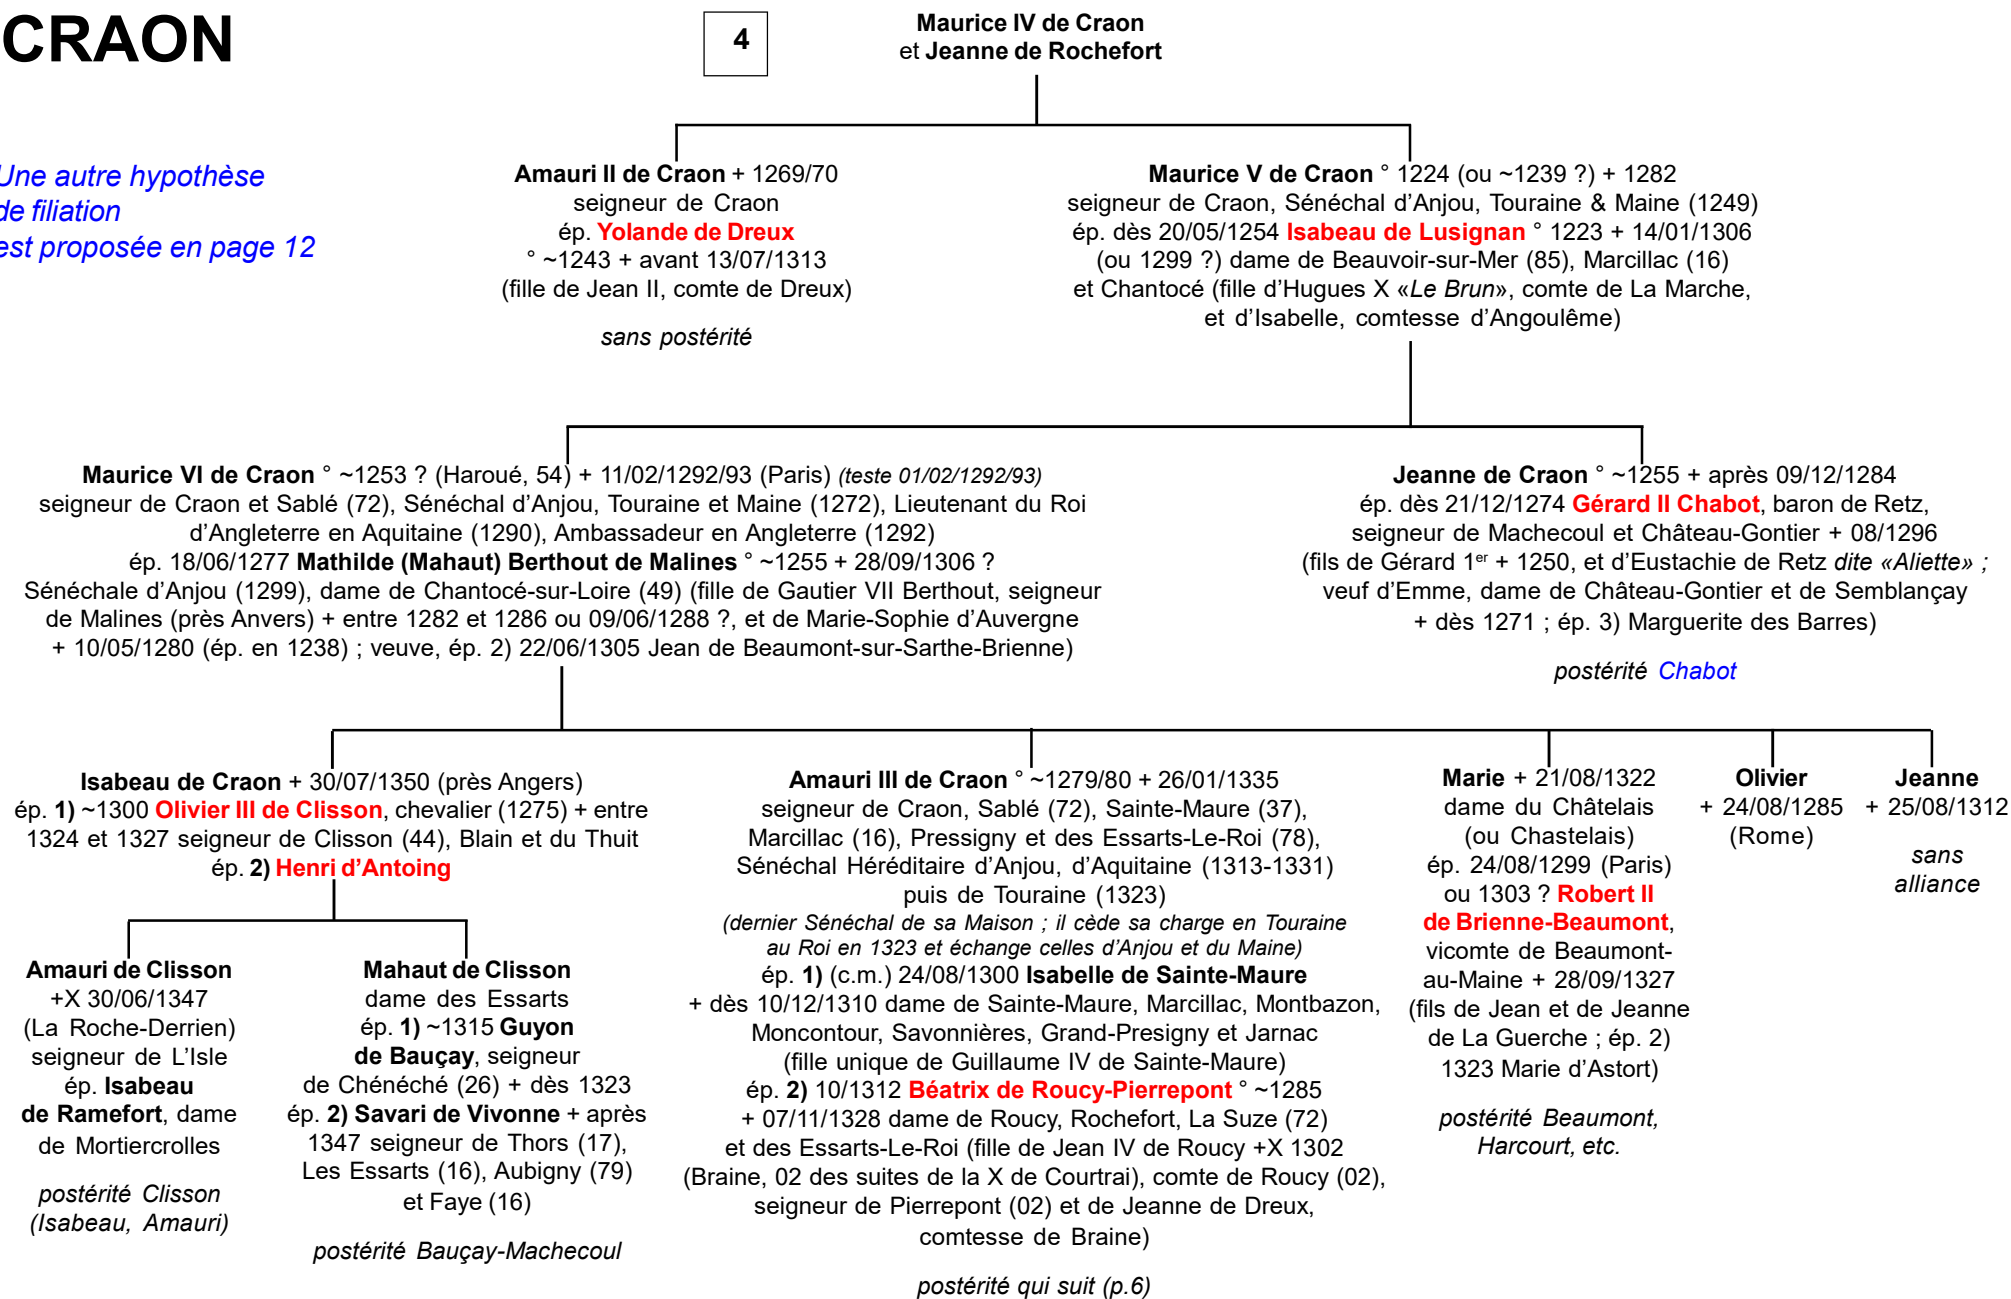 CRAON
4
Maurice IV de Craon
et Jeanne de Rochefort
Une autre hypothèse
de filiation
est proposée en page 12
Amauri II de Craon + 1269/70
seigneur de Craon
ép. Yolande de Dreux
° ~1243 + avant 13/07/1313
(fille de Jean II, comte de Dreux)
sans postérité
Maurice V de Craon ° 1224 (ou ~1239 ?) + 1282
seigneur de Craon, Sénéchal d'Anjou, Touraine & Maine (1249)
ép. dès 20/05/1254 Isabeau de Lusignan ° 1223 + 14/01/1306
(ou 1299 ?) dame de Beauvoir-sur-Mer (85), Marcillac (16)
et Chantocé (fille d'Hugues X «Le Brun», comte de La Marche,
et d'Isabelle, comtesse d'Angoulême)
Maurice VI de Craon ° ~1253 ? (Haroué, 54) + 11/02/1292/93 (Paris) (teste 01/02/1292/93)
seigneur de Craon et Sablé (72), Sénéchal d'Anjou, Touraine et Maine (1272), Lieutenant du Roi
d'Angleterre en Aquitaine (1290), Ambassadeur en Angleterre (1292)
ép. 18/06/1277 Mathilde (Mahaut) Berthout de Malines ° ~1255 + 28/09/1306 ?
Sénéchale d'Anjou (1299), dame de Chantocé-sur-Loire (49) (fille de Gautier VII Berthout, seigneur
de Malines (près Anvers) + entre 1282 et 1286 ou 09/06/1288 ?, et de Marie-Sophie d'Auvergne
+ 10/05/1280 (ép. en 1238) ; veuve, ép. 2) 22/06/1305 Jean de Beaumont-sur-Sarthe-Brienne)
Jeanne de Craon ° ~1255 + après 09/12/1284
ép. dès 21/12/1274 Gérard II Chabot, baron de Retz,
seigneur de Machecoul et Château-Gontier + 08/1296
(fils de Gérard 1er + 1250, et d'Eustachie de Retz dite «Aliette» ;
veuf d'Emme, dame de Château-Gontier et de Semblançay
+ dès 1271 ; ép. 3) Marguerite des Barres)
postérité Chabot
Isabeau de Craon + 30/07/1350 (près Angers)
ép. 1) ~1300 Olivier III de Clisson, chevalier (1275) + entre
1324 et 1327 seigneur de Clisson (44), Blain et du Thuit
ép. 2) Henri d'Antoing
Amauri de Clisson
+X 30/06/1347
(La Roche-Derrien)
seigneur de L'Isle
ép. Isabeau
de Ramefort, dame
de Mortiercrolles
postérité Clisson
(Isabeau, Amauri)
Mahaut de Clisson
dame des Essarts
ép. 1) ~1315 Guyon
de Bauçay, seigneur
de Chénéché (26) + dès 1323
ép. 2) Savari de Vivonne + après
1347 seigneur de Thors (17),
Les Essarts (16), Aubigny (79)
et Faye (16)
postérité Bauçay-Machecoul
Amauri III de Craon ° ~1279/80 + 26/01/1335
seigneur de Craon, Sablé (72), Sainte-Maure (37),
Marcillac (16), Pressigny et des Essarts-Le-Roi (78),
Sénéchal Héréditaire d'Anjou, d'Aquitaine (1313-1331)
puis de Touraine (1323)
(dernier Sénéchal de sa Maison ; il cède sa charge en Touraine
au Roi en 1323 et échange celles d'Anjou et du Maine)
ép. 1) (c.m.) 24/08/1300 Isabelle de Sainte-Maure
+ dès 10/12/1310 dame de Sainte-Maure, Marcillac, Montbazon,
Moncontour, Savonnières, Grand-Presigny et Jarnac
(fille unique de Guillaume IV de Sainte-Maure)
ép. 2) 10/1312 Béatrix de Roucy-Pierrepont ° ~1285
+ 07/11/1328 dame de Roucy, Rochefort, La Suze (72)
et des Essarts-Le-Roi (fille de Jean IV de Roucy +X 1302
(Braine, 02 des suites de la X de Courtrai), comte de Roucy (02),
seigneur de Pierrepont (02) et de Jeanne de Dreux,
comtesse de Braine)
postérité qui suit (p.6)
Marie + 21/08/1322
dame du Châtelais
(ou Chastelais)
ép. 24/08/1299 (Paris)
ou 1303 ? Robert II
de Brienne-Beaumont,
vicomte de Beaumont-
au-Maine + 28/09/1327
(fils de Jean et de Jeanne
de La Guerche ; ép. 2)
1323 Marie d'Astort)
postérité Beaumont,
Harcourt, etc.
Olivier
+ 24/08/1285
(Rome)
Jeanne
+ 25/08/1312
sans
alliance